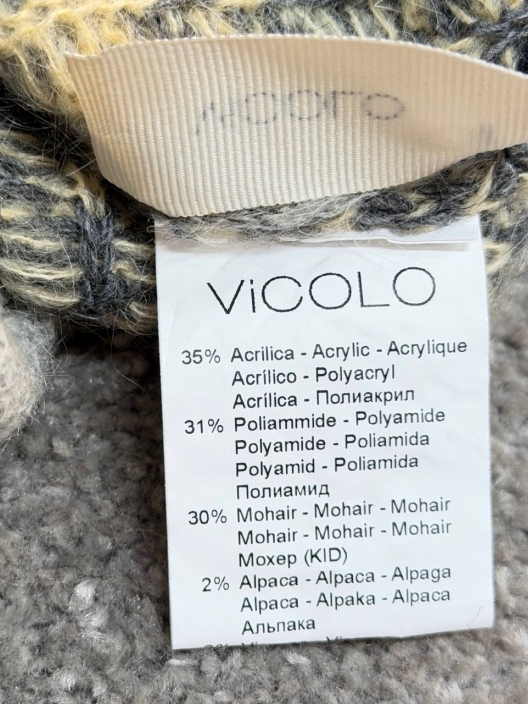 ViCOLO
35% Acrilica - Acrylic - Acrylique
Acrílico - Polyacryl
Acrílica - Полиакрил
31% Poliammide - Polyamide
Polyamide - Poliamida
Polyamid - Poliamida
Полиамид
30% Mohair - Mohair - Mohair
Mohair - Mohair - Mohair
Мохер (KID)
2% Alpaca - Alpaca - Alpaga
Alpaca - Alpaka - Alpaca
Альпака